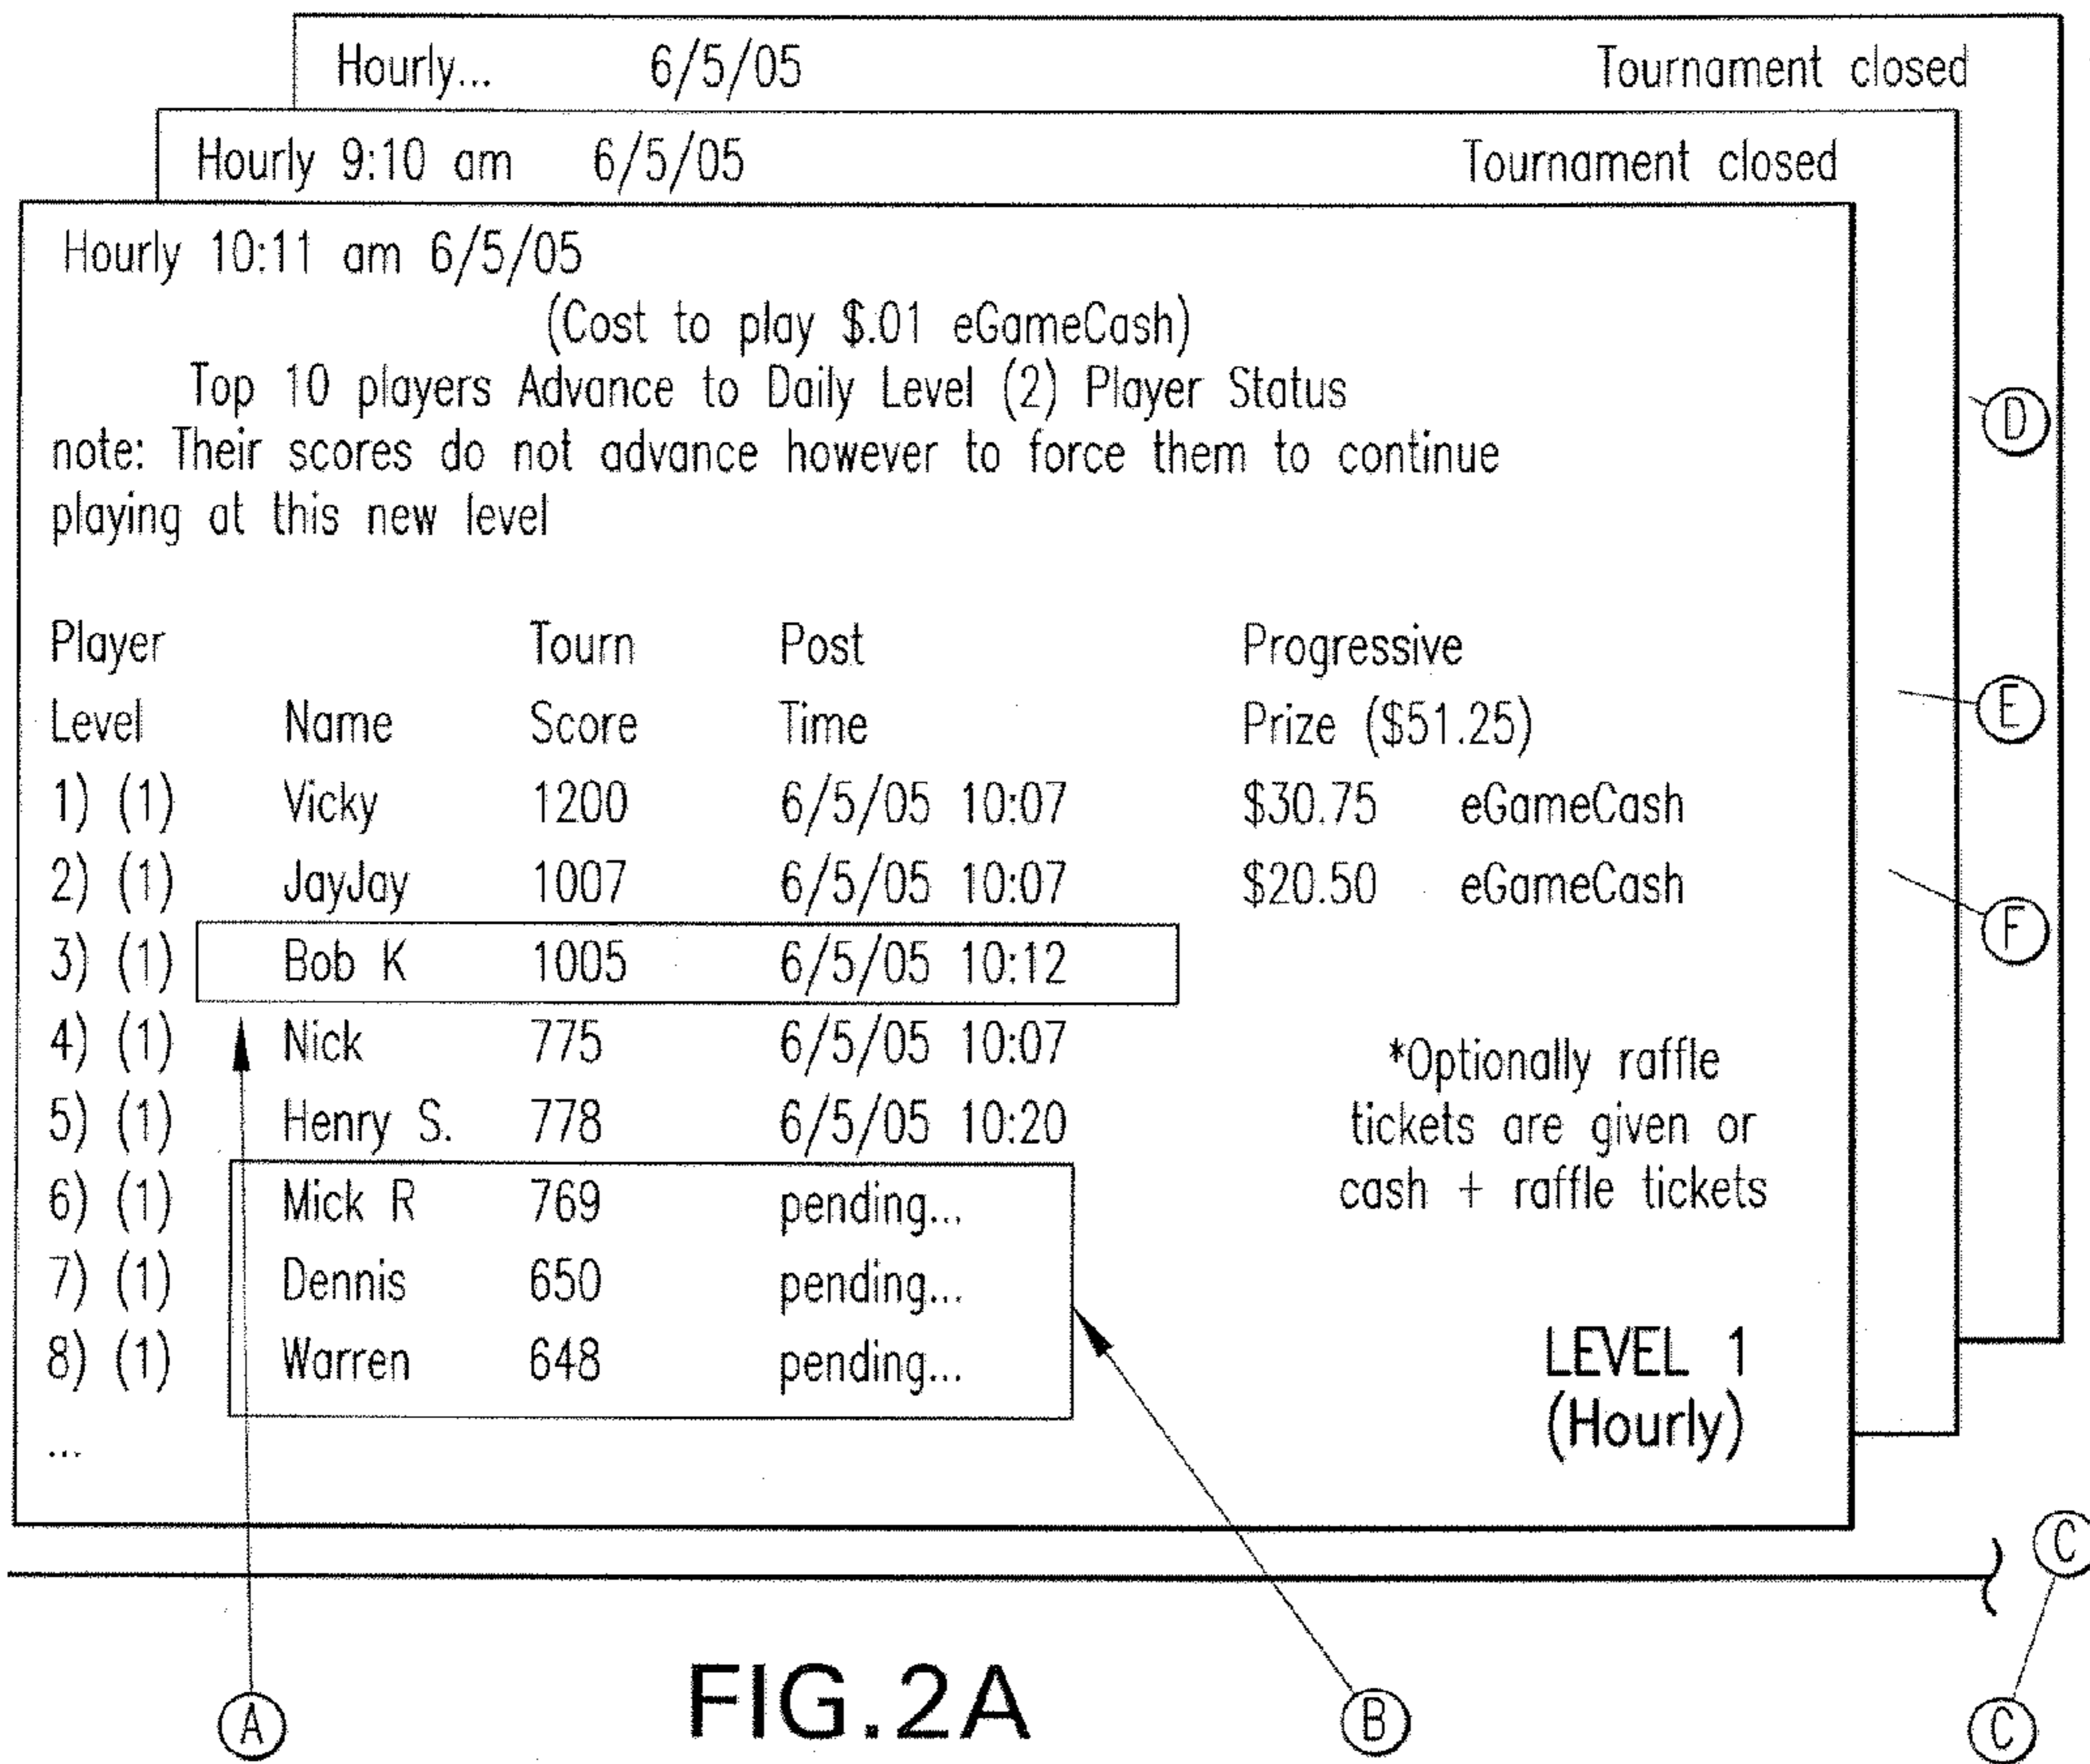 Hourly... 6/5/05 Tournament closed
Hourly 9:10 am 6/5/05 Tournament closed
Hourly 10:11 am 6/5/05
(Cost to play $.01 eGameCash)
Top 10 players Advance to Daily Level (2) Player Status
note: Their scores do not advance however to force them to continue
playing at this new level
D
Player Tourn Post Progressive
Level Name Score Time Prize ($51.25)
E
1) (1) Vicky 1200 6/5/05 10:07 $30.75 eGameCash
2) (1) JayJay 1007 6/5/05 10:07 $20.50 eGameCash
F
3) (1) Bob K 1005 6/5/05 10:12
4) (1) Nick 775 6/5/05 10:07
5) (1) Henry S. 778 6/5/05 10:20
6) (1) Mick R 769 pending...
7) (1) Dennis 650 pending...
8) (1) Warren 648 pending...
...
*Optionally raffle
tickets are given or
cash + raffle tickets
LEVEL 1
(Hourly)
C
A FIG.2A B C